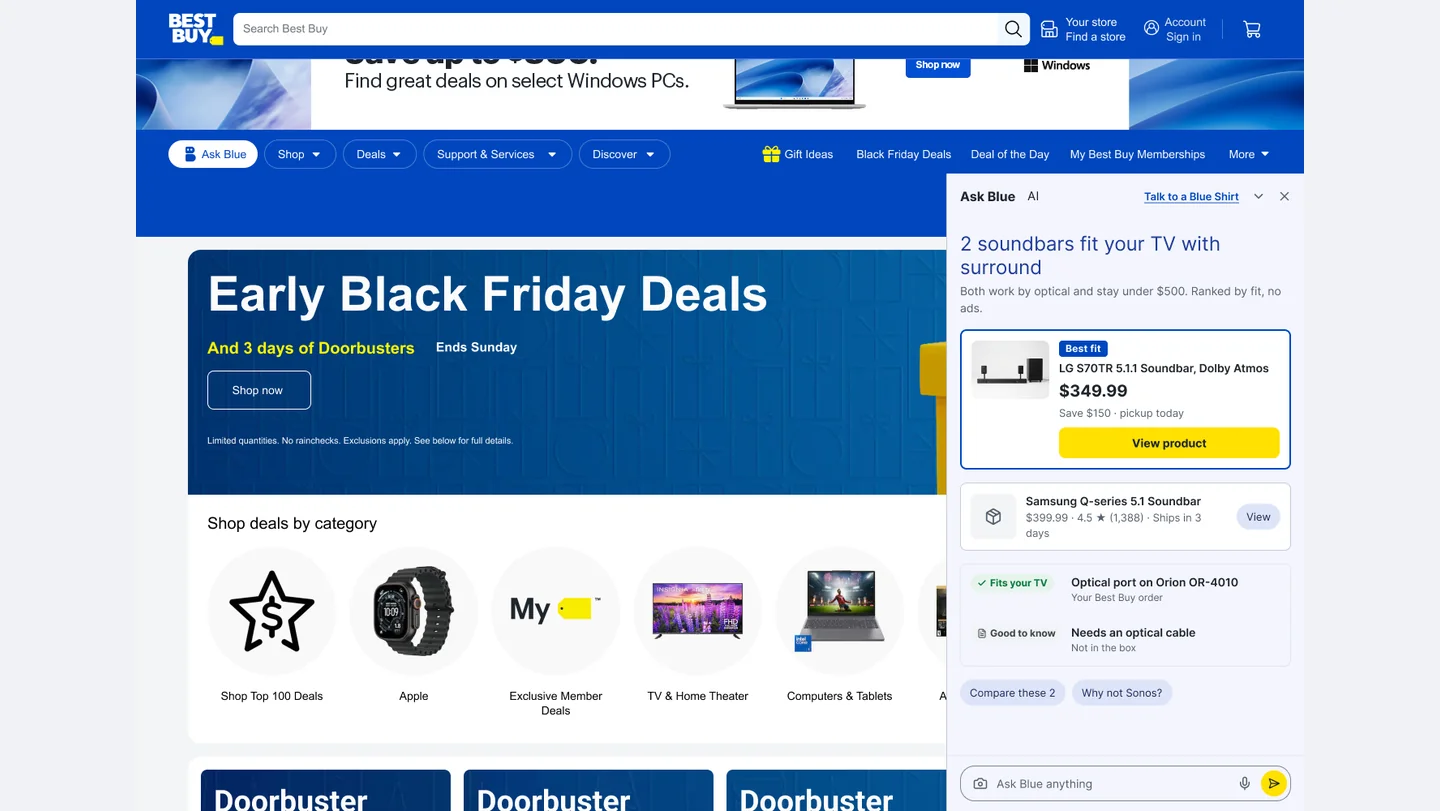 BEST BUY
Search Best Buy
Your store
Find a store
Account
Sign in
Find great deals on select Windows PCs.
Shop now
Windows
Ask Blue
Shop
Deals
Support & Services
Discover
Gift Ideas
Black Friday Deals
Deal of the Day
My Best Buy Memberships
More
Early Black Friday Deals
And 3 days of Doorbusters
Ends Sunday
Shop now
Limited quantities. No rainchecks. Exclusions apply. See below for full details.
Shop deals by category
My
Shop Top 100 Deals
Apple
Exclusive Member
Deals
TV & Home Theater
Computers & Tablets
Doorbuster
Doorbuster
Doorbuster
Ask Blue AI
Talk to a Blue Shirt
2 soundbars fit your TV with
surround
Both work by optical and stay under $500. Ranked by fit, no
ads.
Best fit
LG S70TR 5.1.1 Soundbar, Dolby Atmos
$349.99
Save $150 · pickup today
View product
Samsung Q-series 5.1 Soundbar
$399.99 · 4.5 ★ (1,388) · Ships in 3
days
View
Fits your TV
Optical port on Orion OR-4010
Your Best Buy order
Good to know
Needs an optical cable
Not in the box
Compare these 2
Why not Sonos?
Ask Blue anything